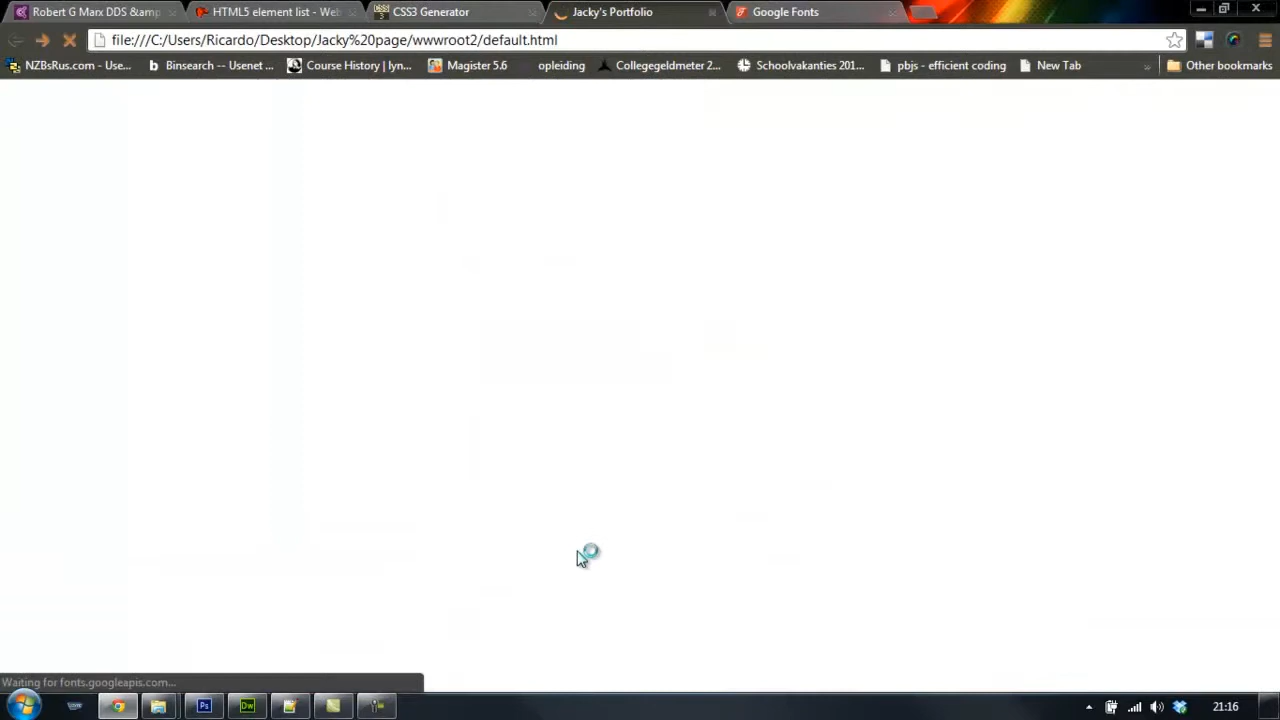 Robert G Marx DDS &amp
HTML5 element list - Web
CSS3 Generator
Jacky's Portfolio
Google Fonts
file:///C:/Users/Ricardo/Desktop/Jacky%20page/wwwroot2/default.html
NZBsRus.com - Use...
Binsearch -- Usenet ...
Course History | lyn...
Magister 5.6
opleiding
Collegegeldmeter 2...
Schoolvakanties 201...
pbjs - efficient coding
New Tab
»
Other bookmarks
Waiting for fonts.googleapis.com...
Ps
Dw
21:16